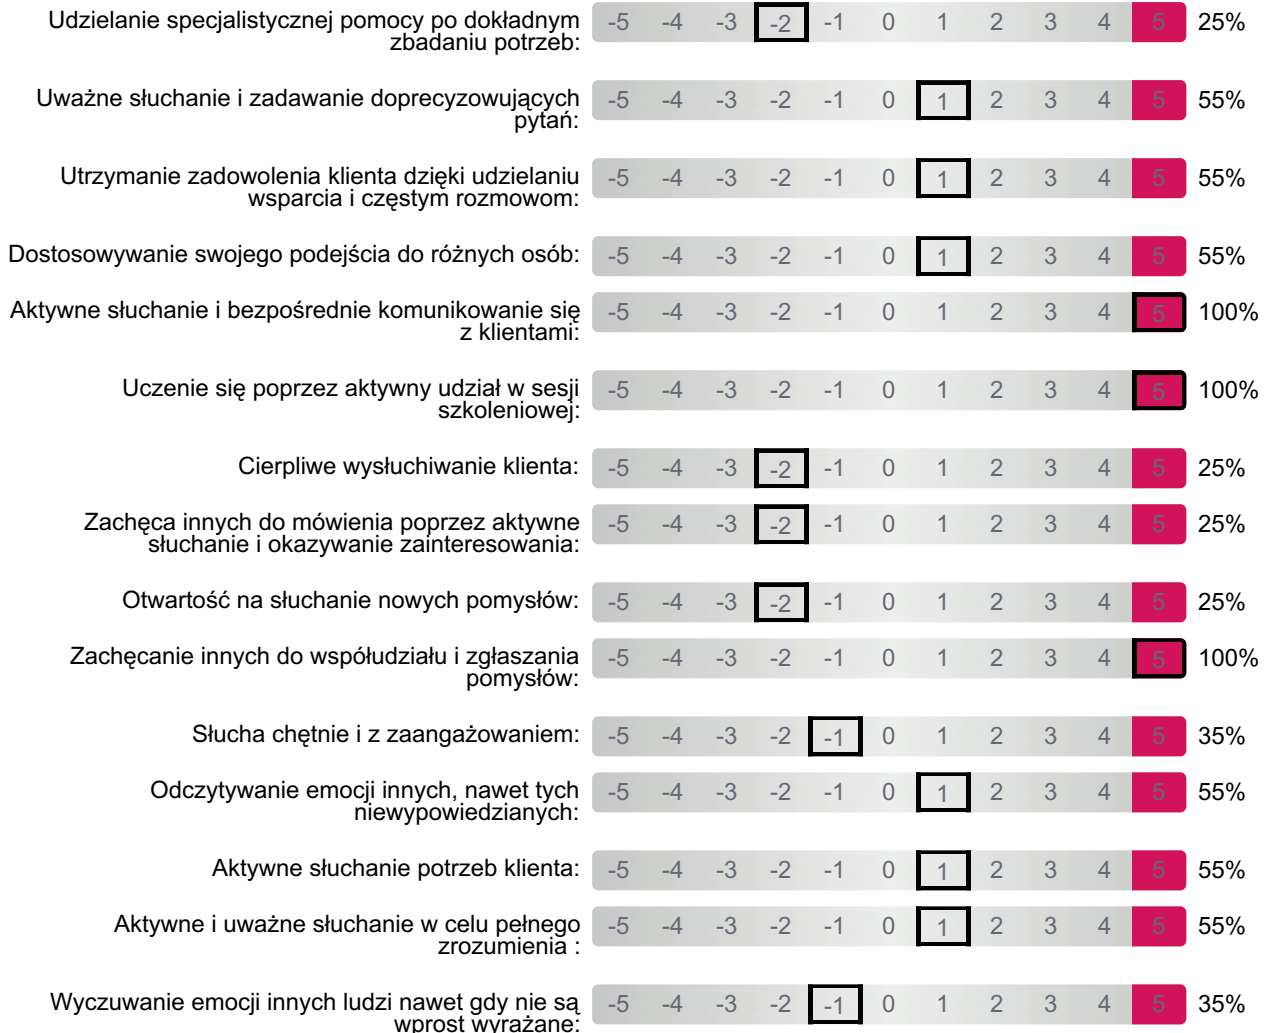 Udzielanie specjalistycznej pomocy po dokładnym
zbadaniu potrzeb:
-5 -4 -3 -2 -1 0 1 2 3 4 5 25%
Uważne słuchanie i zadawanie doprecyzowujących
pytań:
-5 -4 -3 -2 -1 0 1 2 3 4 5 55%
Utrzymanie zadowolenia klienta dzięki udzielaniu
wsparcia i częstym rozmowom:
-5 -4 -3 -2 -1 0 1 2 3 4 5 55%
Dostosowywanie swojego podejścia do różnych osób:
-5 -4 -3 -2 -1 0 1 2 3 4 5 55%
Aktywne słuchanie i bezpośrednie komunikowanie się
z klientami:
-5 -4 -3 -2 -1 0 1 2 3 4 5 100%
Uczenie się poprzez aktywny udział w sesji
szkoleniowej:
-5 -4 -3 -2 -1 0 1 2 3 4 5 100%
Cierpliwe wysłuchiwanie klienta:
-5 -4 -3 -2 -1 0 1 2 3 4 5 25%
Zachęca innych do mówienia poprzez aktywne
słuchanie i okazywanie zainteresowania:
-5 -4 -3 -2 -1 0 1 2 3 4 5 25%
Otwartość na słuchanie nowych pomysłów:
-5 -4 -3 -2 -1 0 1 2 3 4 5 25%
Zachęcanie innych do współudziału i zgłaszania
pomysłów:
-5 -4 -3 -2 -1 0 1 2 3 4 5 100%
Słucha chętnie i z zaangażowaniem:
-5 -4 -3 -2 -1 0 1 2 3 4 5 35%
Odczytywanie emocji innych, nawet tych
niewypowiedzianych:
-5 -4 -3 -2 -1 0 1 2 3 4 5 55%
Aktywne słuchanie potrzeb klienta:
-5 -4 -3 -2 -1 0 1 2 3 4 5 55%
Aktywne i uważne słuchanie w celu pełnego
zrozumienia :
-5 -4 -3 -2 -1 0 1 2 3 4 5 55%
Wyczuwanie emocji innych ludzi nawet gdy nie są
wprost wyrażane:
-5 -4 -3 -2 -1 0 1 2 3 4 5 35%